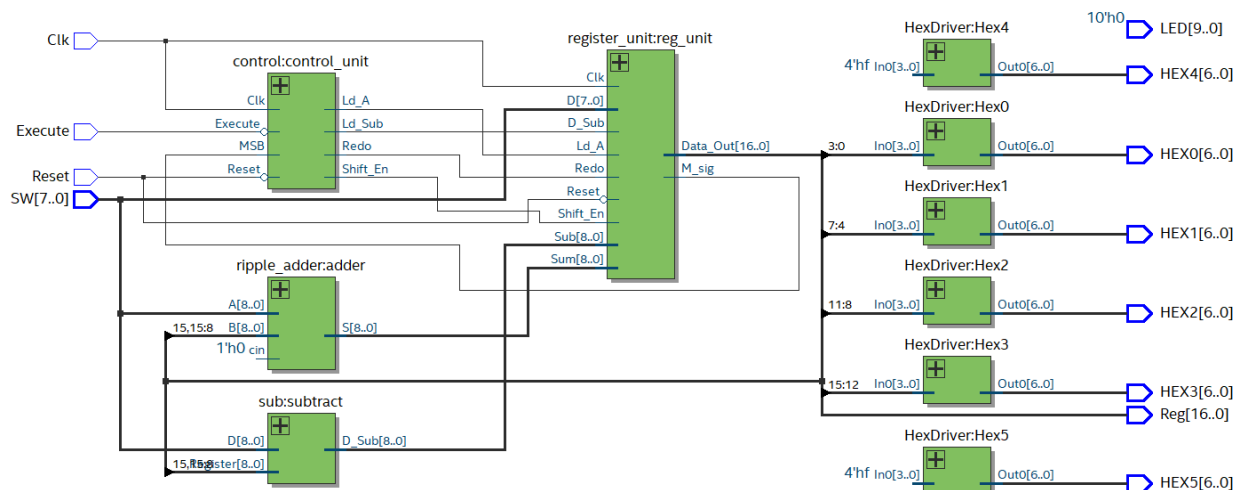 Clk
Execute
Reset
SW[7..0]
control:control_unit
Clk
Execute
MSB
Reset
Ld_A
Ld_Sub
Redo
Shift_En
ripple_adder:adder
A[8..0]
15,15:8 B[8..0]
1'h0 cin
S[8..0]
sub:subtract
D[8..0]
15,15:8 Register[8..0]
D_Sub[8..0]
register_unit:reg_unit
Clk
D[7..0]
D_Sub
Ld_A
Redo
Reset
Shift_En
Sub[8..0]
Sum[8..0]
Data_Out[16..0]
M_sig
10'h0
LED[9..0]
HexDriver:Hex4
4'hf In0[3..0]
Out0[6..0]
HEX4[6..0]
HexDriver:Hex0
3:0 In0[3..0]
Out0[6..0]
HEX0[6..0]
HexDriver:Hex1
7:4 In0[3..0]
Out0[6..0]
HEX1[6..0]
HexDriver:Hex2
11:8 In0[3..0]
Out0[6..0]
HEX2[6..0]
HexDriver:Hex3
15:12 In0[3..0]
Out0[6..0]
HEX3[6..0]
Reg[16..0]
HexDriver:Hex5
4'hf In0[3..0]
Out0[6..0]
HEX5[6..0]